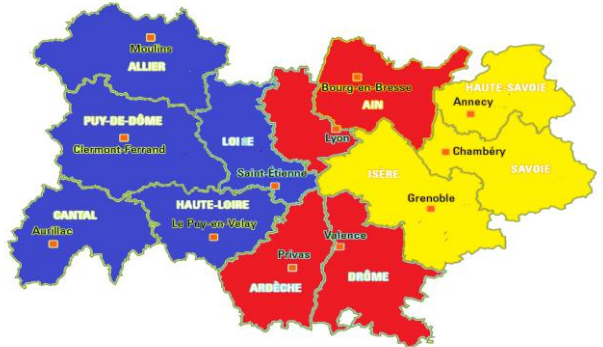 Moulins
ALLIER
Bourg-en-Bresse
AIN
HAUTE SAVOIE
Annecy
PUY-DE-DÔME
Clermont-Ferrand
LOIRE
Lyon
Chambéry
SAVOIE
Saint-Étienne
ISÈRE
Grenoble
CANTAL
Aurillac
HAUTE-LOIRE
Le Puy-en-Velay
Valence
Privas
ARDÈCHE
DRÔME